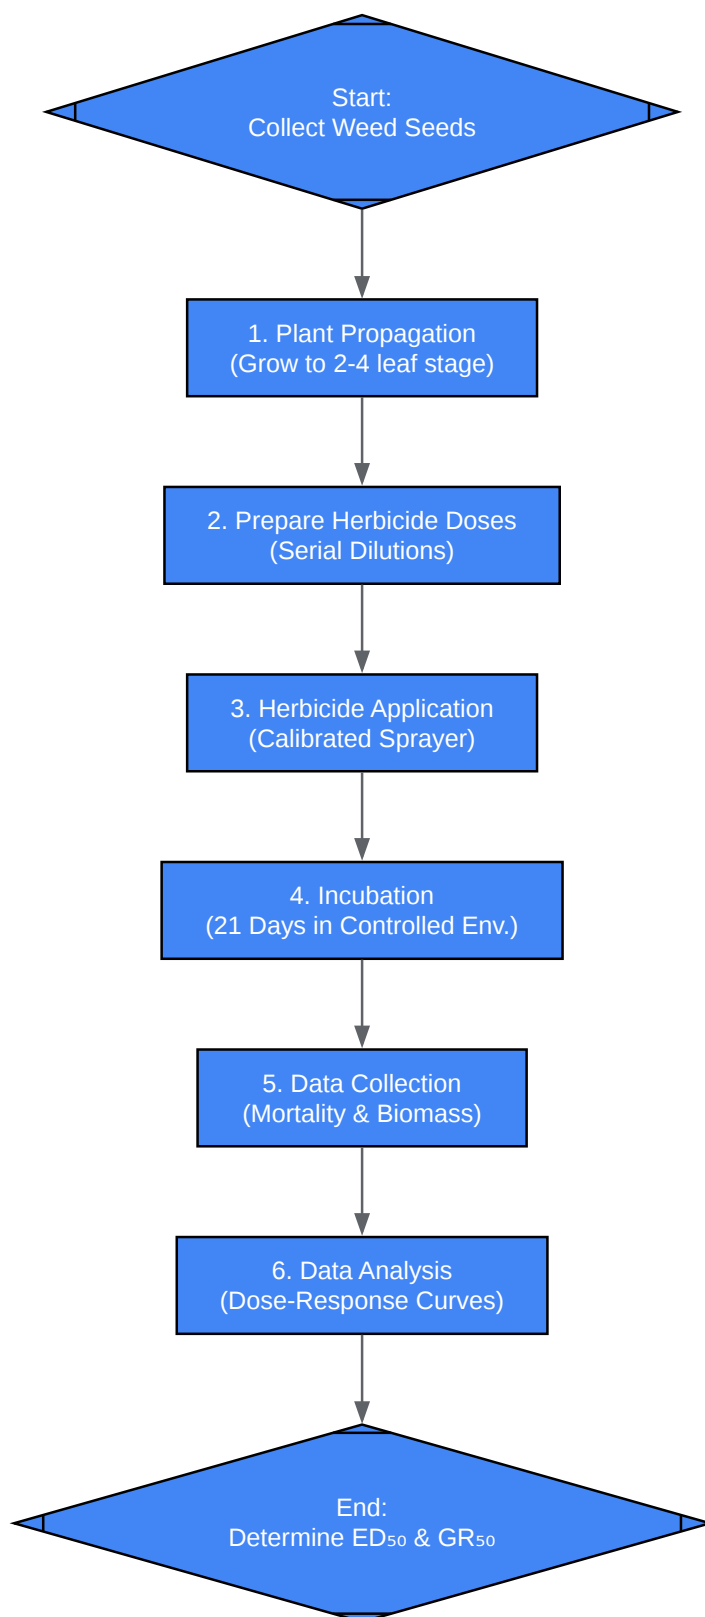 Start:
Collect Weed Seeds
1. Plant Propagation
(Grow to 2-4 leaf stage)
2. Prepare Herbicide Doses
(Serial Dilutions)
3. Herbicide Application
(Calibrated Sprayer)
4. Incubation
(21 Days in Controlled Env.)
5. Data Collection
(Mortality & Biomass)
6. Data Analysis
(Dose-Response Curves)
End:
Determine ED₅₀ & GR₅₀